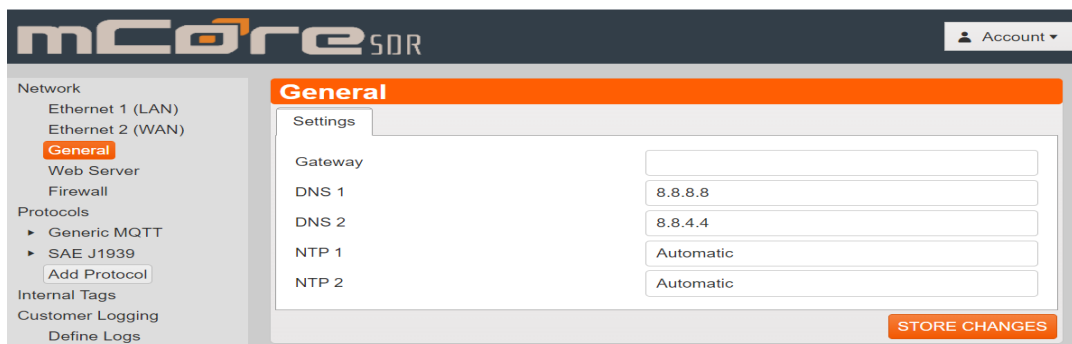 mCore SDR
Account
Network
Ethernet 1 (LAN)
Ethernet 2 (WAN)
General
Web Server
Firewall
Protocols
Generic MQTT
SAE J1939
Add Protocol
Internal Tags
Customer Logging
Define Logs
General
Settings
Gateway
DNS 1 8.8.8.8
DNS 2 8.8.4.4
NTP 1 Automatic
NTP 2 Automatic
STORE CHANGES